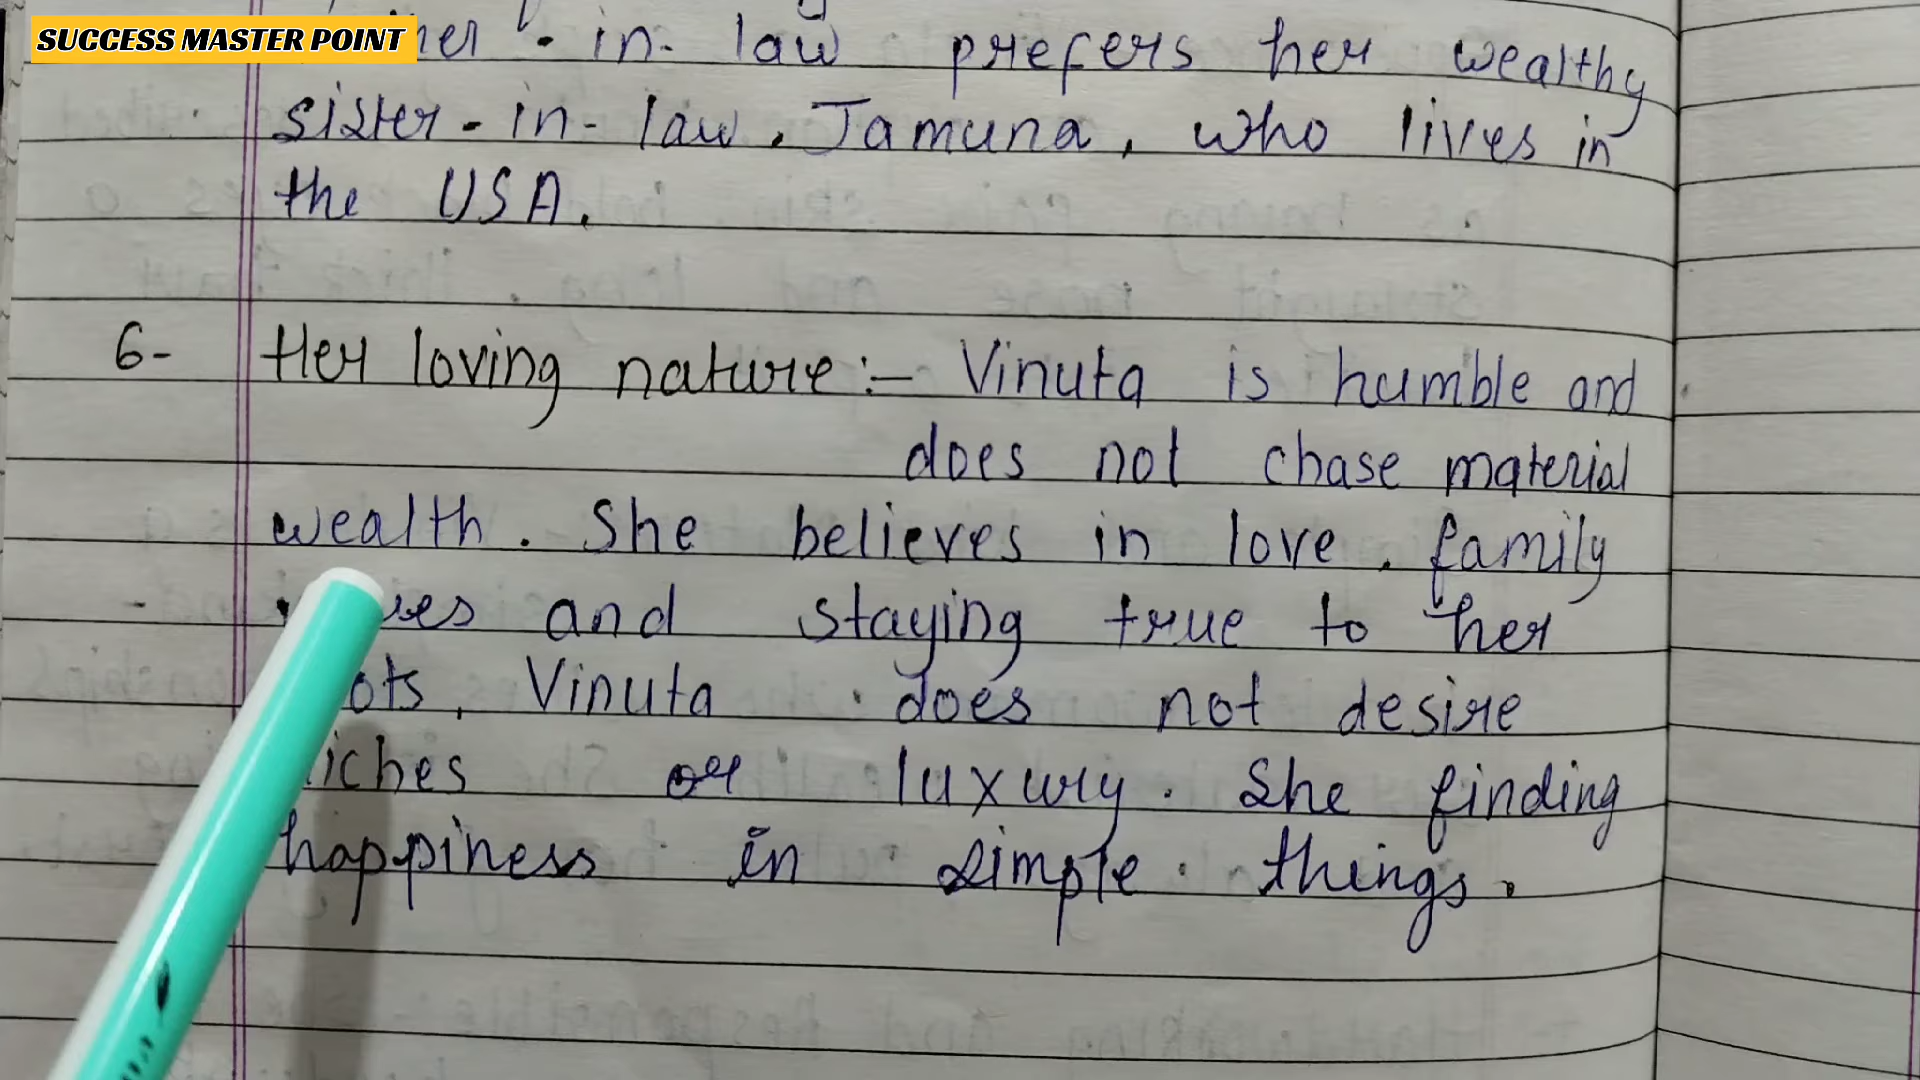 SUCCESS MASTER POINT
- in - law prefers her wealthy
sister - in - law, Jamuna, who lives in
the USA.
6- Her loving nature :- Vinuta is humble and
does not chase material
wealth. She believes in love, family
and staying true to her
Vinuta does not desire
or luxury. She finding
happiness in simple things.